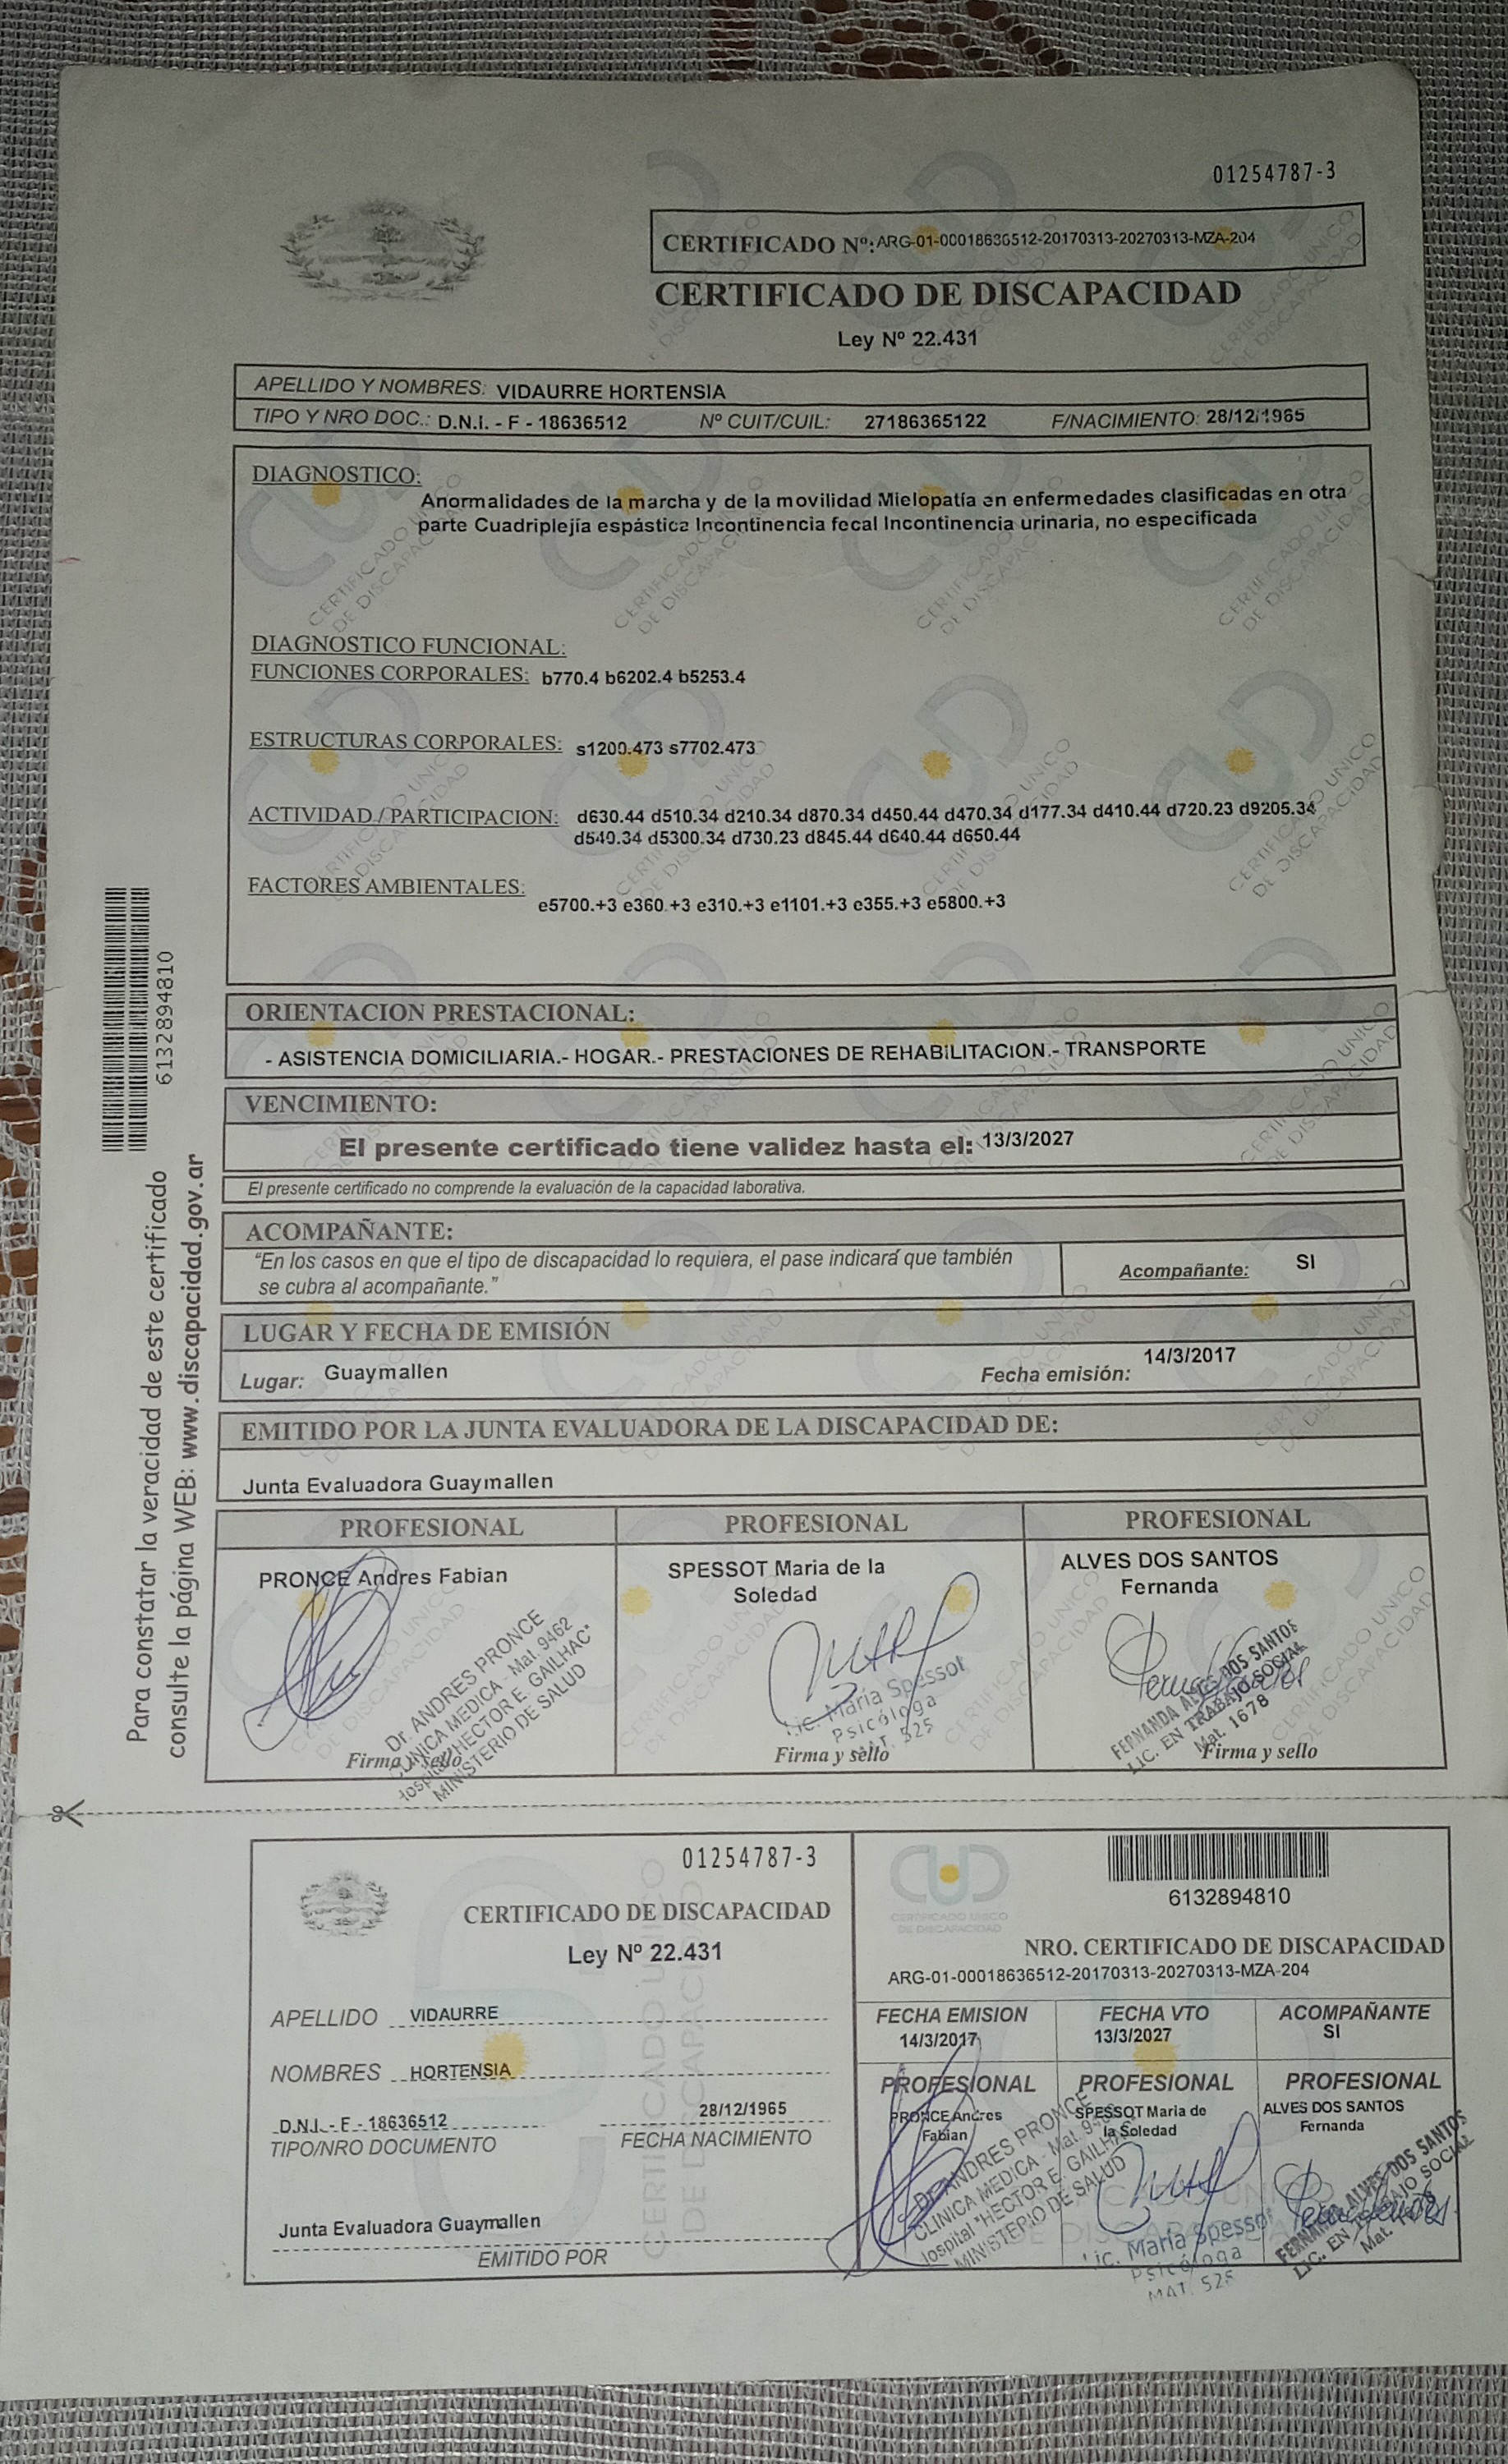 01254787-3
CERTIFICADO Nº: ARG-01-00018636512-20170313-20270313-MZA-204
CERTIFICADO DE DISCAPACIDAD
Ley Nº 22.431
APELLIDO Y NOMBRES: VIDAURRE HORTENSIA
TIPO Y NRO DOC.: D.N.I. - F - 18636512 Nº CUIT/CUIL: 27186365122 F/NACIMIENTO: 28/12/1965
DIAGNOSTICO:
Anormalidades de la marcha y de la movilidad Mielopatía en enfermedades clasificadas en otra
parte Cuadriplejía espástica Incontinencia fecal Incontinencia urinaria, no especificada
DIAGNOSTICO FUNCIONAL:
FUNCIONES CORPORALES: b770.4 b6202.4 b5253.4
ESTRUCTURAS CORPORALES: s1200.473 s7702.473
ACTIVIDAD / PARTICIPACION: d630.44 d510.34 d210.34 d870.34 d450.44 d470.34 d177.34 d410.44 d720.23 d9205.34
d540.34 d5300.34 d730.23 d845.44 d640.44 d650.44
FACTORES AMBIENTALES:
e5700.+3 e360.+3 e310.+3 e1101.+3 e355.+3 e5800.+3
ORIENTACION PRESTACIONAL:
- ASISTENCIA DOMICILIARIA.- HOGAR.- PRESTACIONES DE REHABILITACION.- TRANSPORTE
VENCIMIENTO:
El presente certificado tiene validez hasta el: 13/3/2027
El presente certificado no comprende la evaluación de la capacidad laborativa.
ACOMPAÑANTE:
“En los casos en que el tipo de discapacidad lo requiera, el pase indicará que también
se cubra al acompañante.”
Acompañante: SI
LUGAR Y FECHA DE EMISIÓN
Lugar: Guaymallen Fecha emisión: 14/3/2017
EMITIDO POR LA JUNTA EVALUADORA DE LA DISCAPACIDAD DE:
Junta Evaluadora Guaymallen
PROFESIONAL PROFESIONAL PROFESIONAL
PRONCE Andres Fabian
Dr. ANDRES PRONCE
CLINICA MEDICA - Mat. 9462
Hospital "HECTOR E. GAILHAC"
MINISTERIO DE SALUD
Firma y sello
SPESSOT Maria de la
Soledad
Lic. María Spessot
Psicóloga
MAT. 525
Firma y sello
ALVES DOS SANTOS
Fernanda
FERNANDA ALVES DOS SANTOS
LIC. EN TRABAJO SOCIAL
Mat. 1678
Firma y sello
6132894810
Para constatar la veracidad de este certificado
consulte la página WEB: www.discapacidad.gov.ar
01254787-3
CERTIFICADO DE DISCAPACIDAD
Ley Nº 22.431
APELLIDO VIDAURRE
NOMBRES HORTENSIA
D.N.I. - F - 18636512 28/12/1965
TIPO/NRO DOCUMENTO FECHA NACIMIENTO
Junta Evaluadora Guaymallen
EMITIDO POR
CUD
CERTIFICADO UNICO
DE DISCAPACIDAD
6132894810
NRO. CERTIFICADO DE DISCAPACIDAD
ARG-01-00018636512-20170313-20270313-MZA-204
FECHA EMISION FECHA VTO ACOMPAÑANTE
14/3/2017 13/3/2027 SI
PROFESIONAL PROFESIONAL PROFESIONAL
PRONCE Andres
Fabian
Dr. ANDRES PRONCE
CLINICA MEDICA - Mat. 9462
Hospital "HECTOR E. GAILHAC"
MINISTERIO DE SALUD
SPESSOT Maria de
la Soledad
Lic. María Spessot
Psicóloga
MAT. 525
ALVES DOS SANTOS
Fernanda
FERNANDA ALVES DOS SANTOS
LIC. EN TRABAJO SOCIAL
Mat. 1678